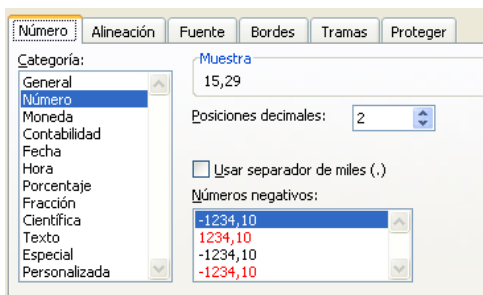 Número Alineación Fuente Bordes Tramas Proteger
Categoría:
General
Número
Moneda
Contabilidad
Fecha
Hora
Porcentaje
Fracción
Científica
Texto
Especial
Personalizada
Muestra
15,29
Posiciones decimales: 2
Usar separador de miles (.)
Números negativos:
-1234,10
1234,10
-1234,10
-1234,10